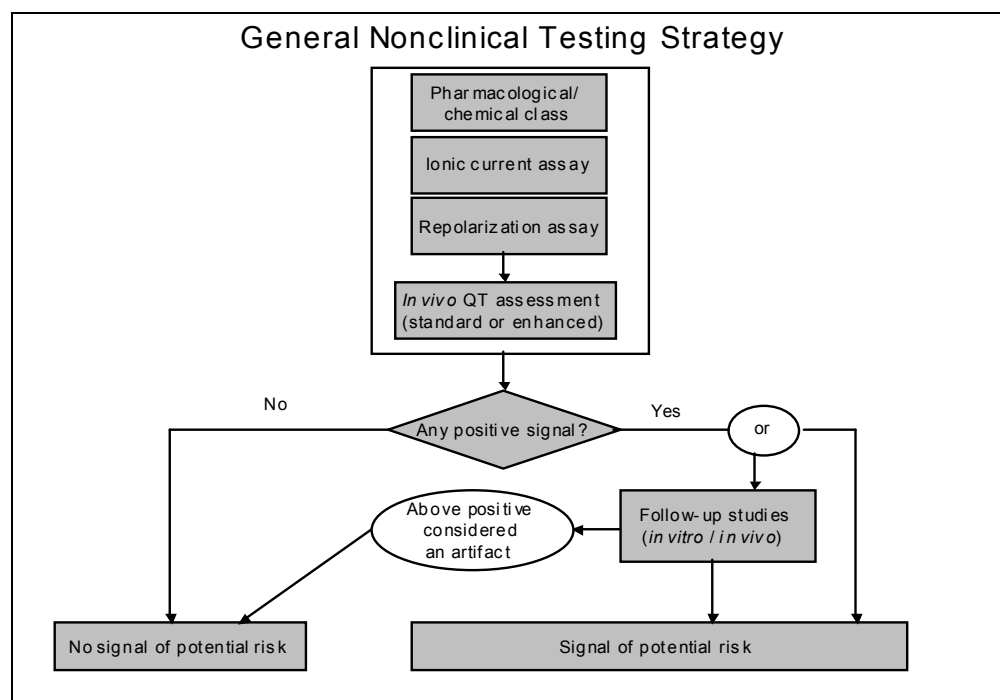 General Nonclinical Testing Strategy
Pharmacological/
chemical class
Ionic current assay
Repolarization assay
In vivo QT assessment
(standard or enhanced)
No
Any positive signal?
Yes
or
Above positive
considered
an artifact
Follow-up studies
(in vitro / in vivo)
No signal of potential risk
Signal of potential risk